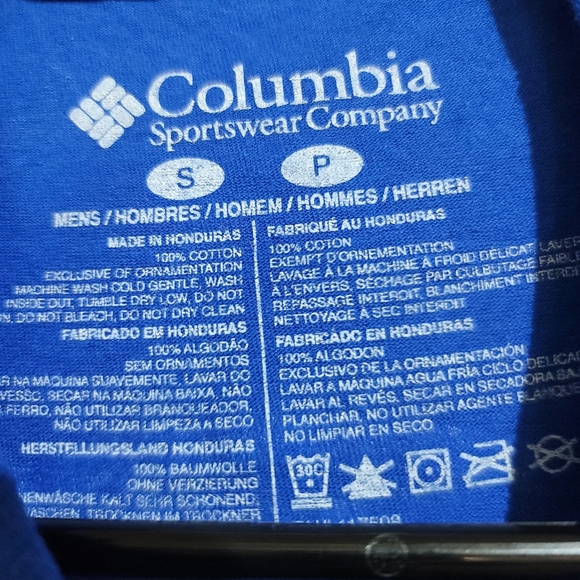 Columbia
Sportswear Company
S P
MENS / HOMBRES / HOMEM / HOMMES / HERREN
MADE IN HONDURAS
100% COTTON
EXCLUSIVE OF ORNAMENTATION
MACHINE WASH COLD GENTLE, WASH
INSIDE OUT, TUMBLE DRY LOW, DO NOT
DO NOT BLEACH, DO NOT DRY CLEAN
FABRICADO EM HONDURAS
100% ALGODÃO
SEM ORNAMENTOS
NA MÁQUINA SUAVEMENTE, LAVAR DO
SECAR NA MÁQUINA BAIXA, NÃO
FERRO, NÃO UTILIZAR BRANQUEADOR,
NÃO UTILIZAR LIMPEZA A SECO
HERSTELLUNGSLAND HONDURAS
100% BAUMWOLLE
OHNE VERZIERUNG
KALT SEHR SCHONEND,
TROCKNEN IM TROCKNER
FABRIQUÉ AU HONDURAS
100% COTON
EXEMPT D'ORNEMENTATION
LAVAGE À LA MACHINE À FROID DÉLICAT,
À L'ENVERS, SÉCHAGE PAR CULBUTAGE FAIBLE
REPASSAGE INTERDIT, BLANCHIMENT
NETTOYAGE À SEC INTERDIT
FABRICADO EN HONDURAS
100% ALGODON
EXCLUSIVO DE LA ORNAMENTACIÓN
LAVAR A MÁQUINA AGUA FRÍA CICLO
LAVAR AL REVÉS, SECAR EN SECADORA
PLANCHAR, NO UTILIZAR AGENTE
NO LIMPIAR EN SECO
30C